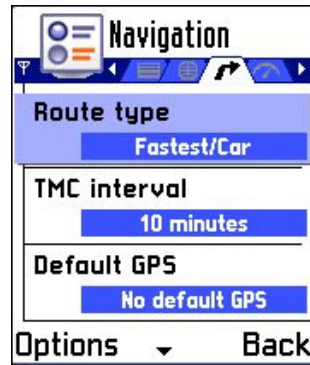 Navigation
Route type
Fastest/Car
TMC interval
10 minutes
Default GPS
No default GPS
Options Back